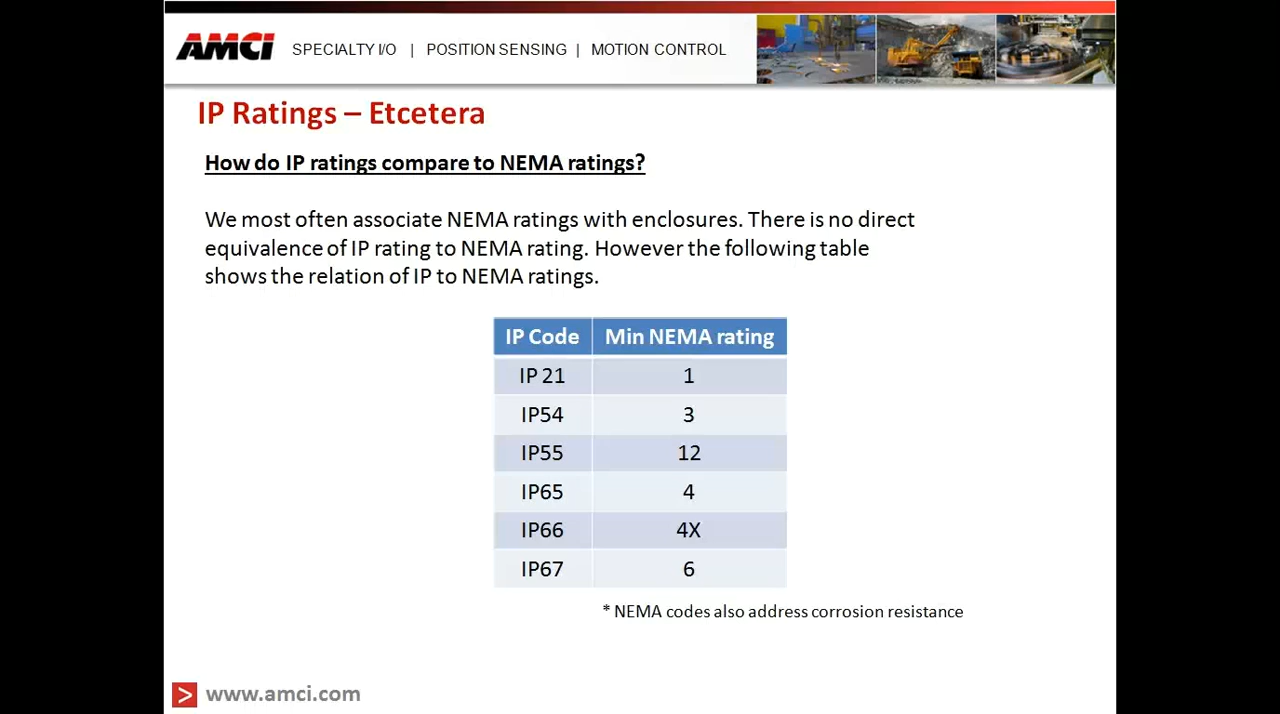 AMCI SPECIALTY I/O | POSITION SENSING | MOTION CONTROL
IP Ratings – Etcetera
How do IP ratings compare to NEMA ratings?
We most often associate NEMA ratings with enclosures. There is no direct
equivalence of IP rating to NEMA rating. However the following table
shows the relation of IP to NEMA ratings.
IP Code Min NEMA rating
IP 21 1
IP54 3
IP55 12
IP65 4
IP66 4X
IP67 6
* NEMA codes also address corrosion resistance
> www.amci.com